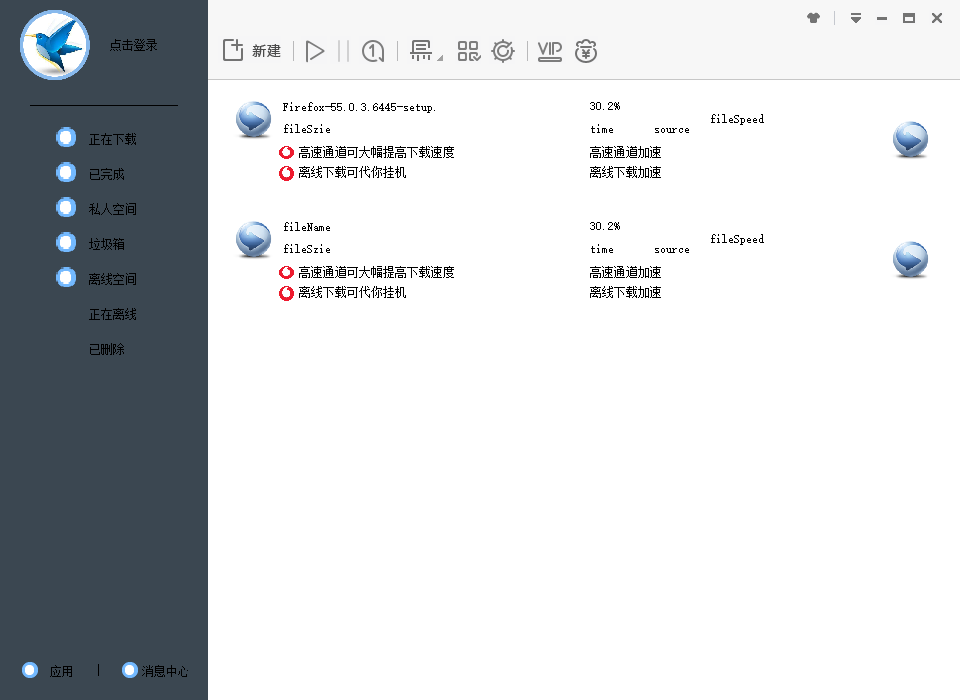 点击登录
正在下载
已完成
私人空间
垃圾箱
离线空间
正在离线
已删除
应用 | 消息中心
新建 VIP
Firefox-55.0.3.6445-setup. 30.2%
fileSpeed
fileSzie time source
高速通道可大幅提高下载速度 高速通道加速
离线下载可代你挂机 离线下载加速
fileName 30.2%
fileSpeed
fileSzie time source
高速通道可大幅提高下载速度 高速通道加速
离线下载可代你挂机 离线下载加速